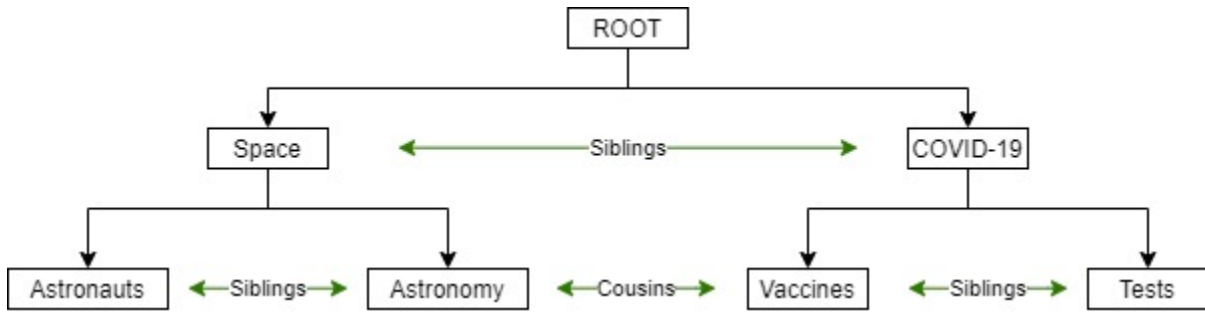 ROOT
Space Siblings COVID-19
Astronauts Siblings Astronomy Cousins Vaccines Siblings Tests